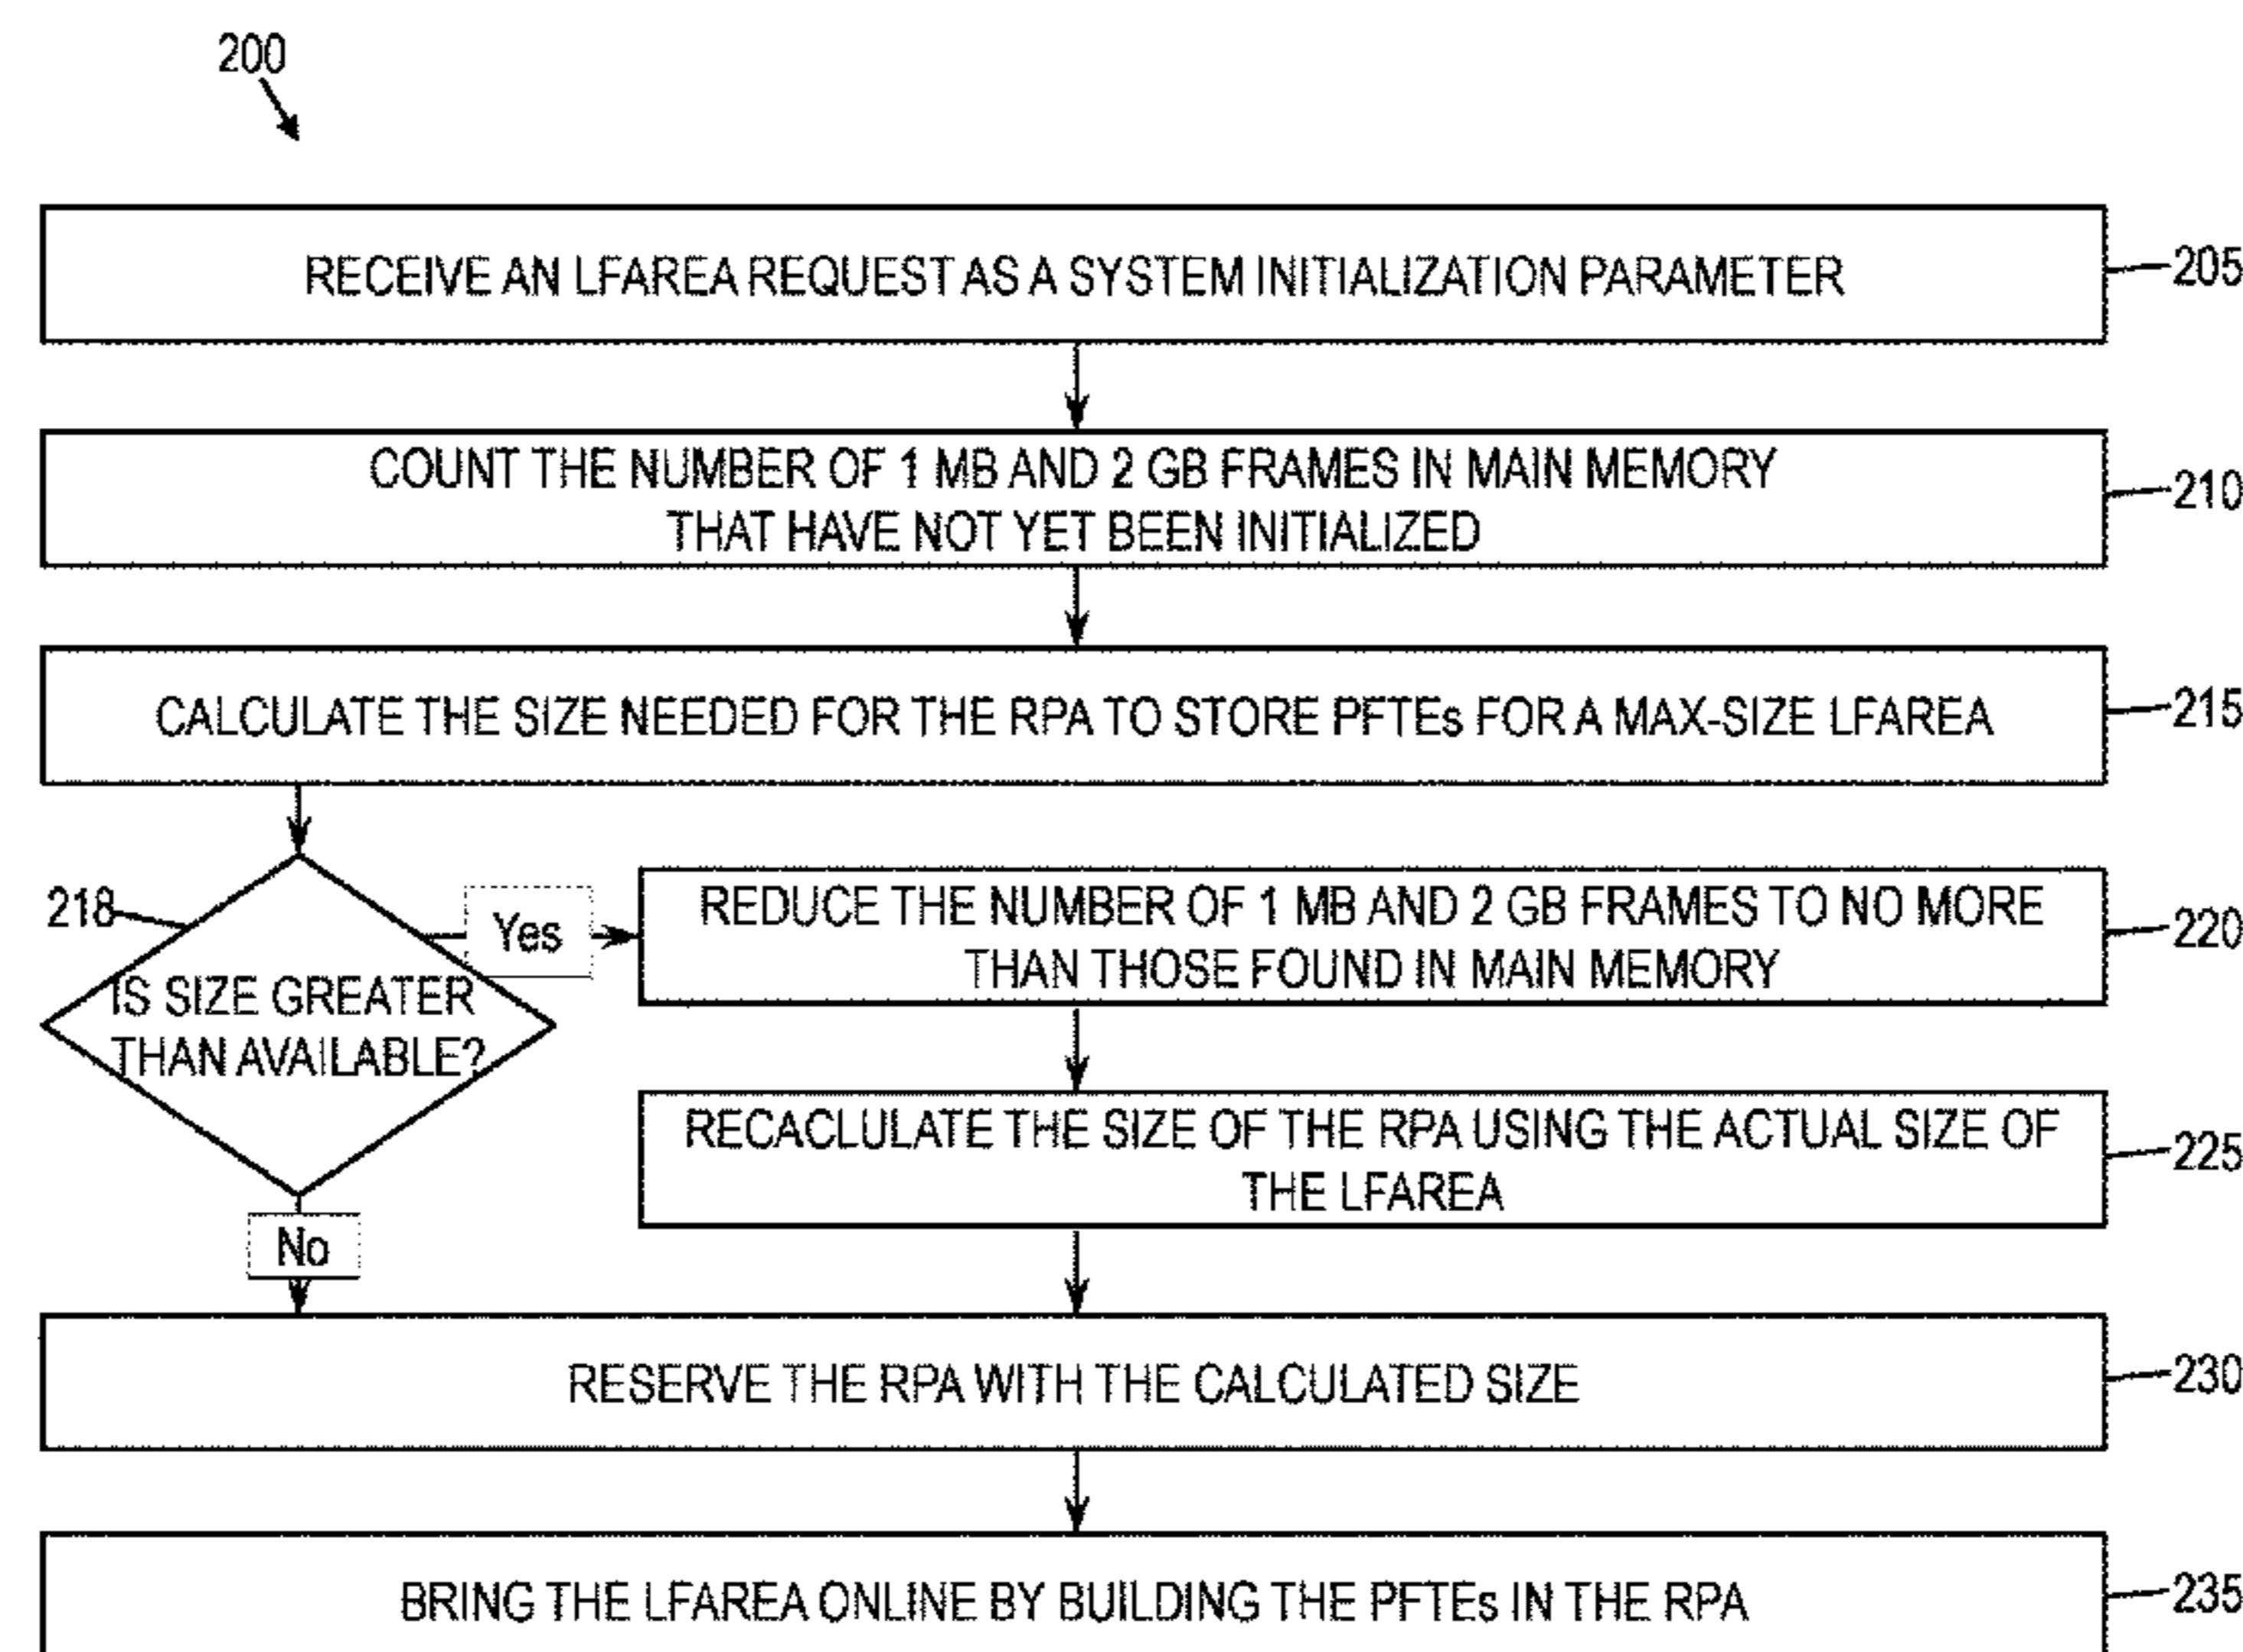 200
RECEIVE AN LFAREA REQUEST AS A SYSTEM INITIALIZATION PARAMETER
205
COUNT THE NUMBER OF 1 MB AND 2 GB FRAMES IN MAIN MEMORY
THAT HAVE NOT YET BEEN INITIALIZED
210
CALCULATE THE SIZE NEEDED FOR THE RPA TO STORE PFTEs FOR A MAX-SIZE LFAREA
215
218
IS SIZE GREATER
THAN AVAILABLE?
Yes
No
REDUCE THE NUMBER OF 1 MB AND 2 GB FRAMES TO NO MORE
THAN THOSE FOUND IN MAIN MEMORY
220
RECACLULATE THE SIZE OF THE RPA USING THE ACTUAL SIZE OF
THE LFAREA
225
RESERVE THE RPA WITH THE CALCULATED SIZE
230
BRING THE LFAREA ONLINE BY BUILDING THE PFTEs IN THE RPA
235